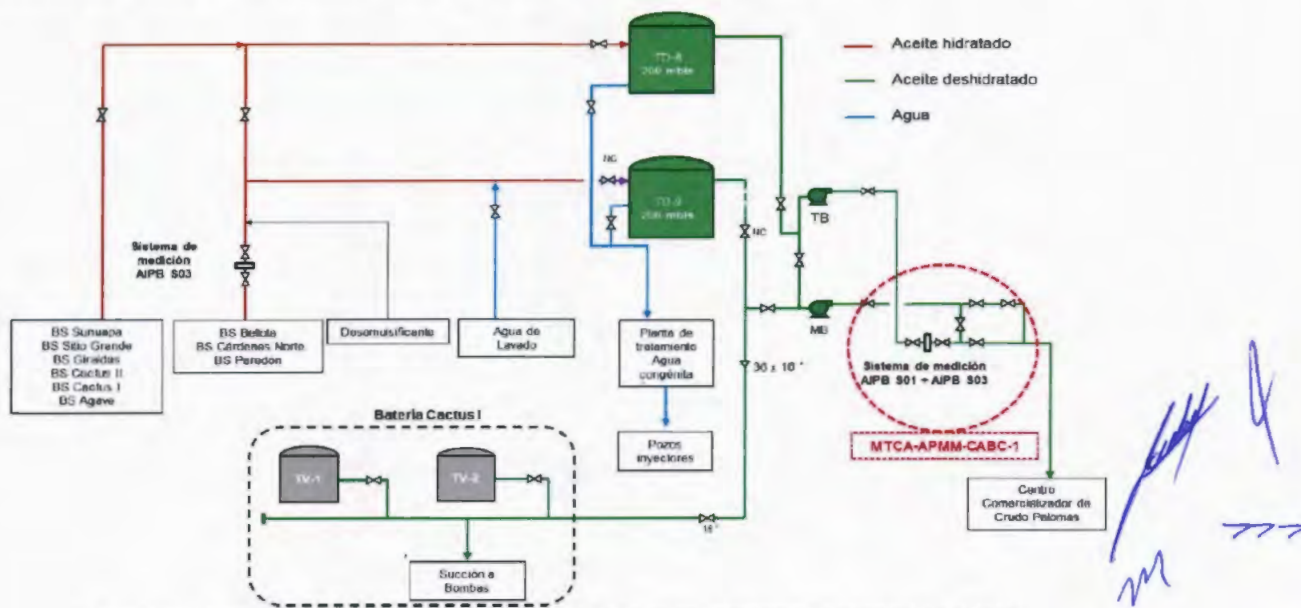 Aceite hidratado
Aceite deshidratado
Agua
TD-8
200 mbls
NC
TD-9
200 mbls
NC
TB
MB
Sistema de
medición
AIPB S03
BS Sunuapa
BS Sitio Grande
BS Giraldas
BS Cactus II
BS Cactus I
BS Agave
BS Bellota
BS Cárdenas Norte
BS Paredón
Desemulsificante
Agua de
Lavado
Planta de
tratamiento
Agua
congénita
Pozos
inyectores
Sistema de medición
AIPB S01 + AIPB S03
MTCA-APMM-CABC-1
Centro
Comercializador de
Crudo Palomas
Batería Cactus I
TV-1
TV-2
Succión a
Bombas